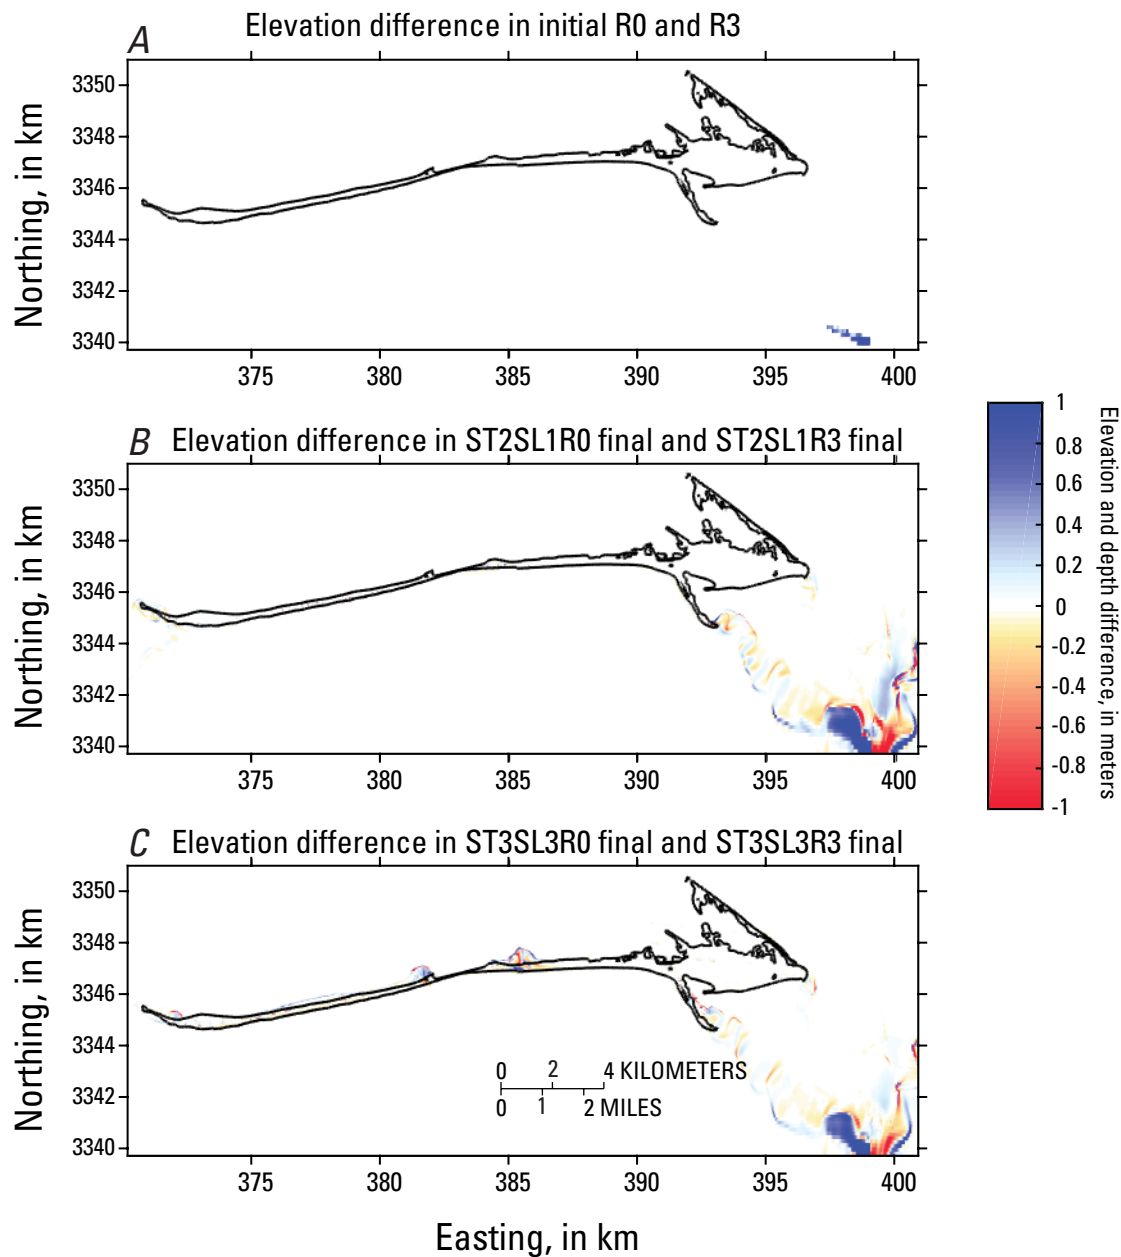 A Elevation difference in initial R0 and R3
Northing, in km
3350
3348
3346
3344
3342
3340
375 380 385 390 395 400
B Elevation difference in ST2SL1R0 final and ST2SL1R3 final
Northing, in km
3350
3348
3346
3344
3342
3340
375 380 385 390 395 400
1
0.8
0.6
0.4
0.2
0
-0.2
-0.4
-0.6
-0.8
-1
Elevation and depth difference, in meters
C Elevation difference in ST3SL3R0 final and ST3SL3R3 final
Northing, in km
3350
3348
3346
3344
3342
3340
0 2 4 KILOMETERS
0 1 2 MILES
375 380 385 390 395 400
Easting, in km